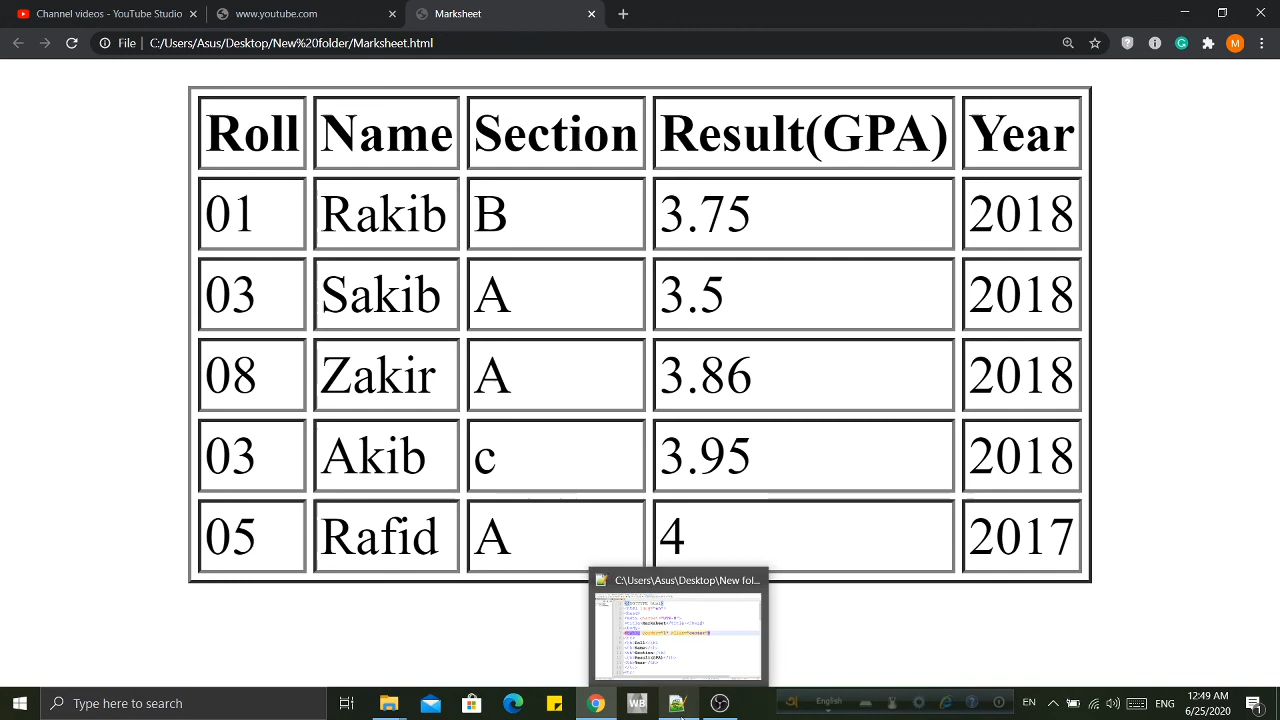 Channel videos - YouTube Studio
www.youtube.com
Marksheet
File C:/Users/Asus/Desktop/New%20folder/Marksheet.html
Roll Name Section Result(GPA) Year
01 Rakib B 3.75 2018
03 Sakib A 3.5 2018
08 Zakir A 3.86 2018
03 Akib c 3.95 2018
05 Rafid A 4 2017
C:\Users\Asus\Desktop\New fol...
Type here to search
WB
English
EN
ENG
12:49 AM
6/25/2020
M